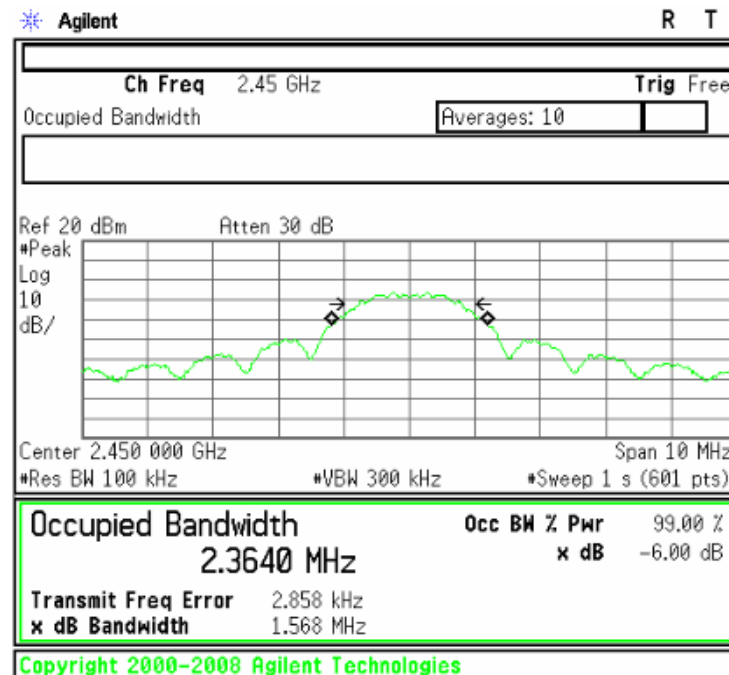 Agilent R T
Ch Freq 2.45 GHz Trig Free
Occupied Bandwidth Averages: 10
Ref 20 dBm Atten 30 dB
#Peak
Log
10
dB/
Center 2.450 000 GHz Span 10 MHz
#Res BW 100 kHz #VBW 300 kHz #Sweep 1 s (601 pts)
Occupied Bandwidth Occ BW % Pwr 99.00 %
2.3640 MHz x dB -6.00 dB
Transmit Freq Error 2.858 kHz
x dB Bandwidth 1.568 MHz
Copyright 2000-2008 Agilent Technologies